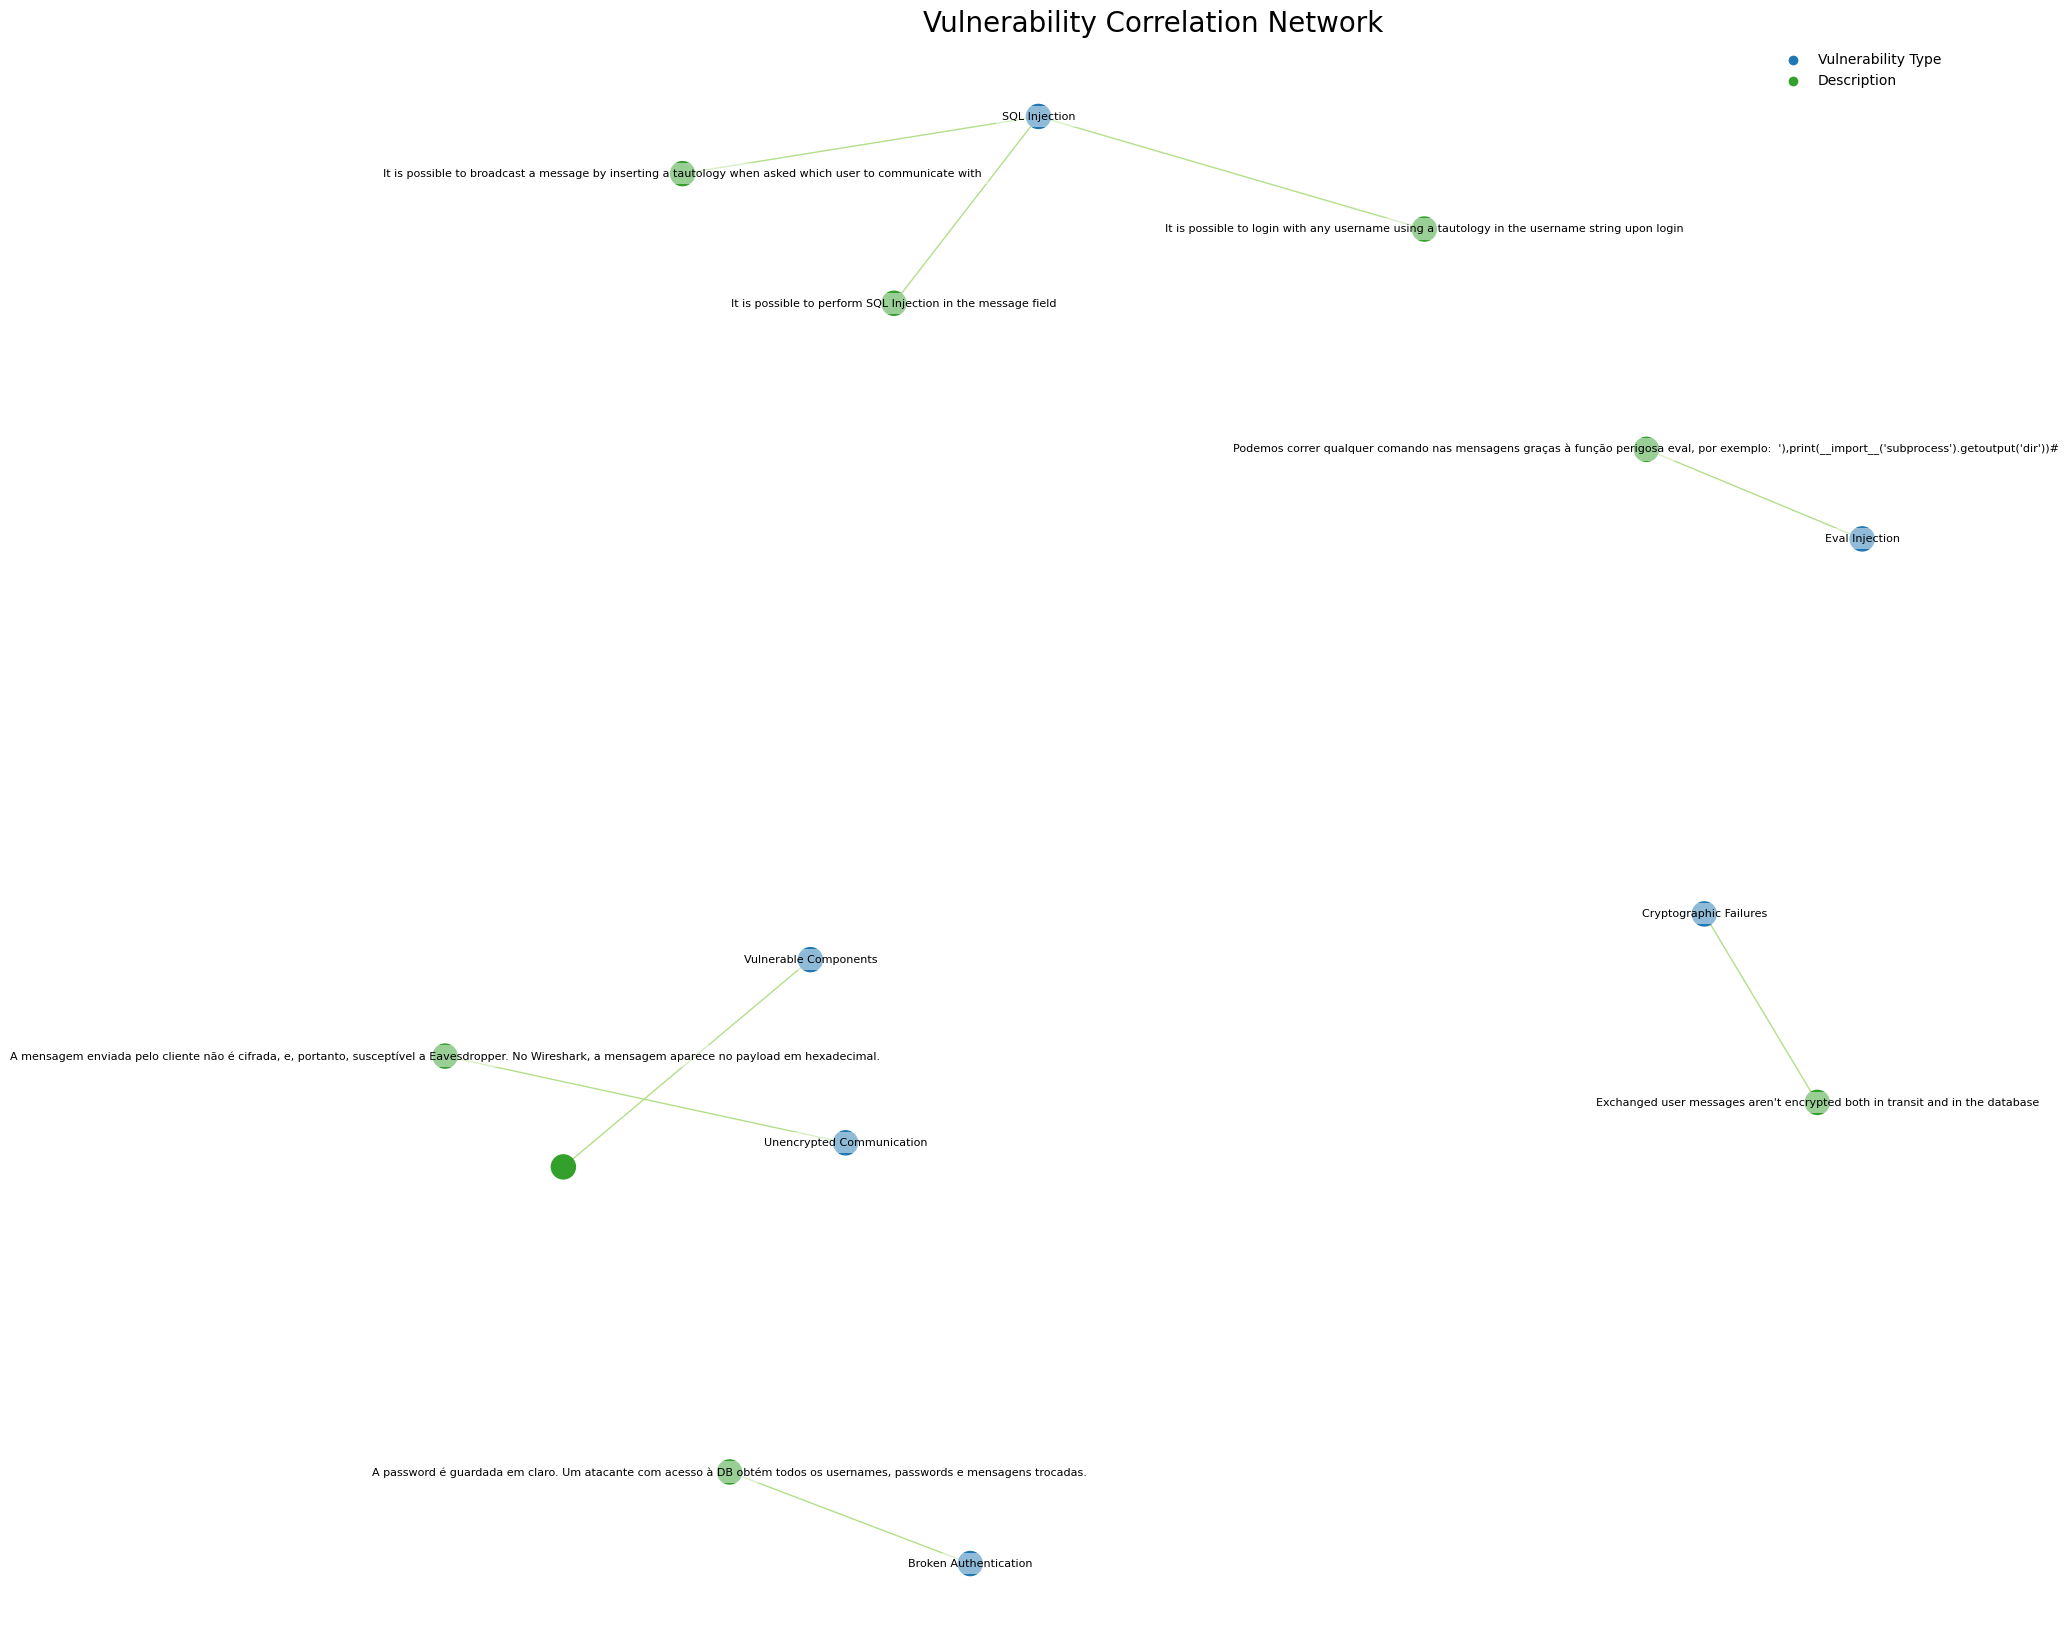 Vulnerability Correlation Network
Vulnerability Type
Description
SQL Injection
It is possible to broadcast a message by inserting a tautology when asked which user to communicate with
It is possible to login with any username using a tautology in the username string upon login
It is possible to perform SQL Injection in the message field
Podemos correr qualquer comando nas mensagens graças à função perigosa eval, por exemplo:  '),print(__import__('subprocess').getoutput('dir'))#
Eval Injection
Cryptographic Failures
Vulnerable Components
A mensagem enviada pelo cliente não é cifrada, e, portanto, susceptível a Eavesdropper. No Wireshark, a mensagem aparece no payload em hexadecimal.
Exchanged user messages aren't encrypted both in transit and in the database
Unencrypted Communication
A password é guardada em claro. Um atacante com acesso à DB obtém todos os usernames, passwords e mensagens trocadas.
Broken Authentication